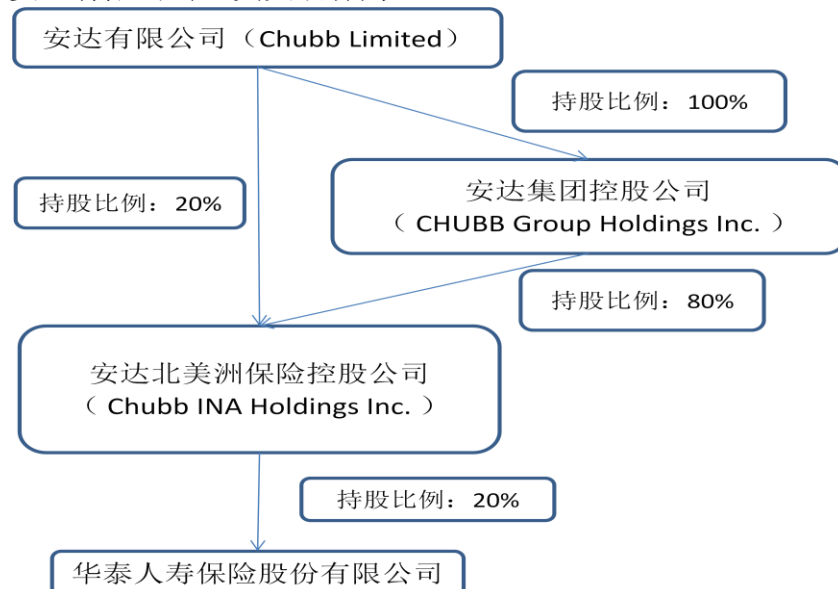 安达有限公司（Chubb Limited）
持股比例：100%
持股比例：20%
安达集团控股公司
（ CHUBB Group Holdings Inc. ）
持股比例：80%
安达北美洲保险控股公司
（ Chubb INA Holdings Inc. ）
持股比例：20%
华泰人寿保险股份有限公司